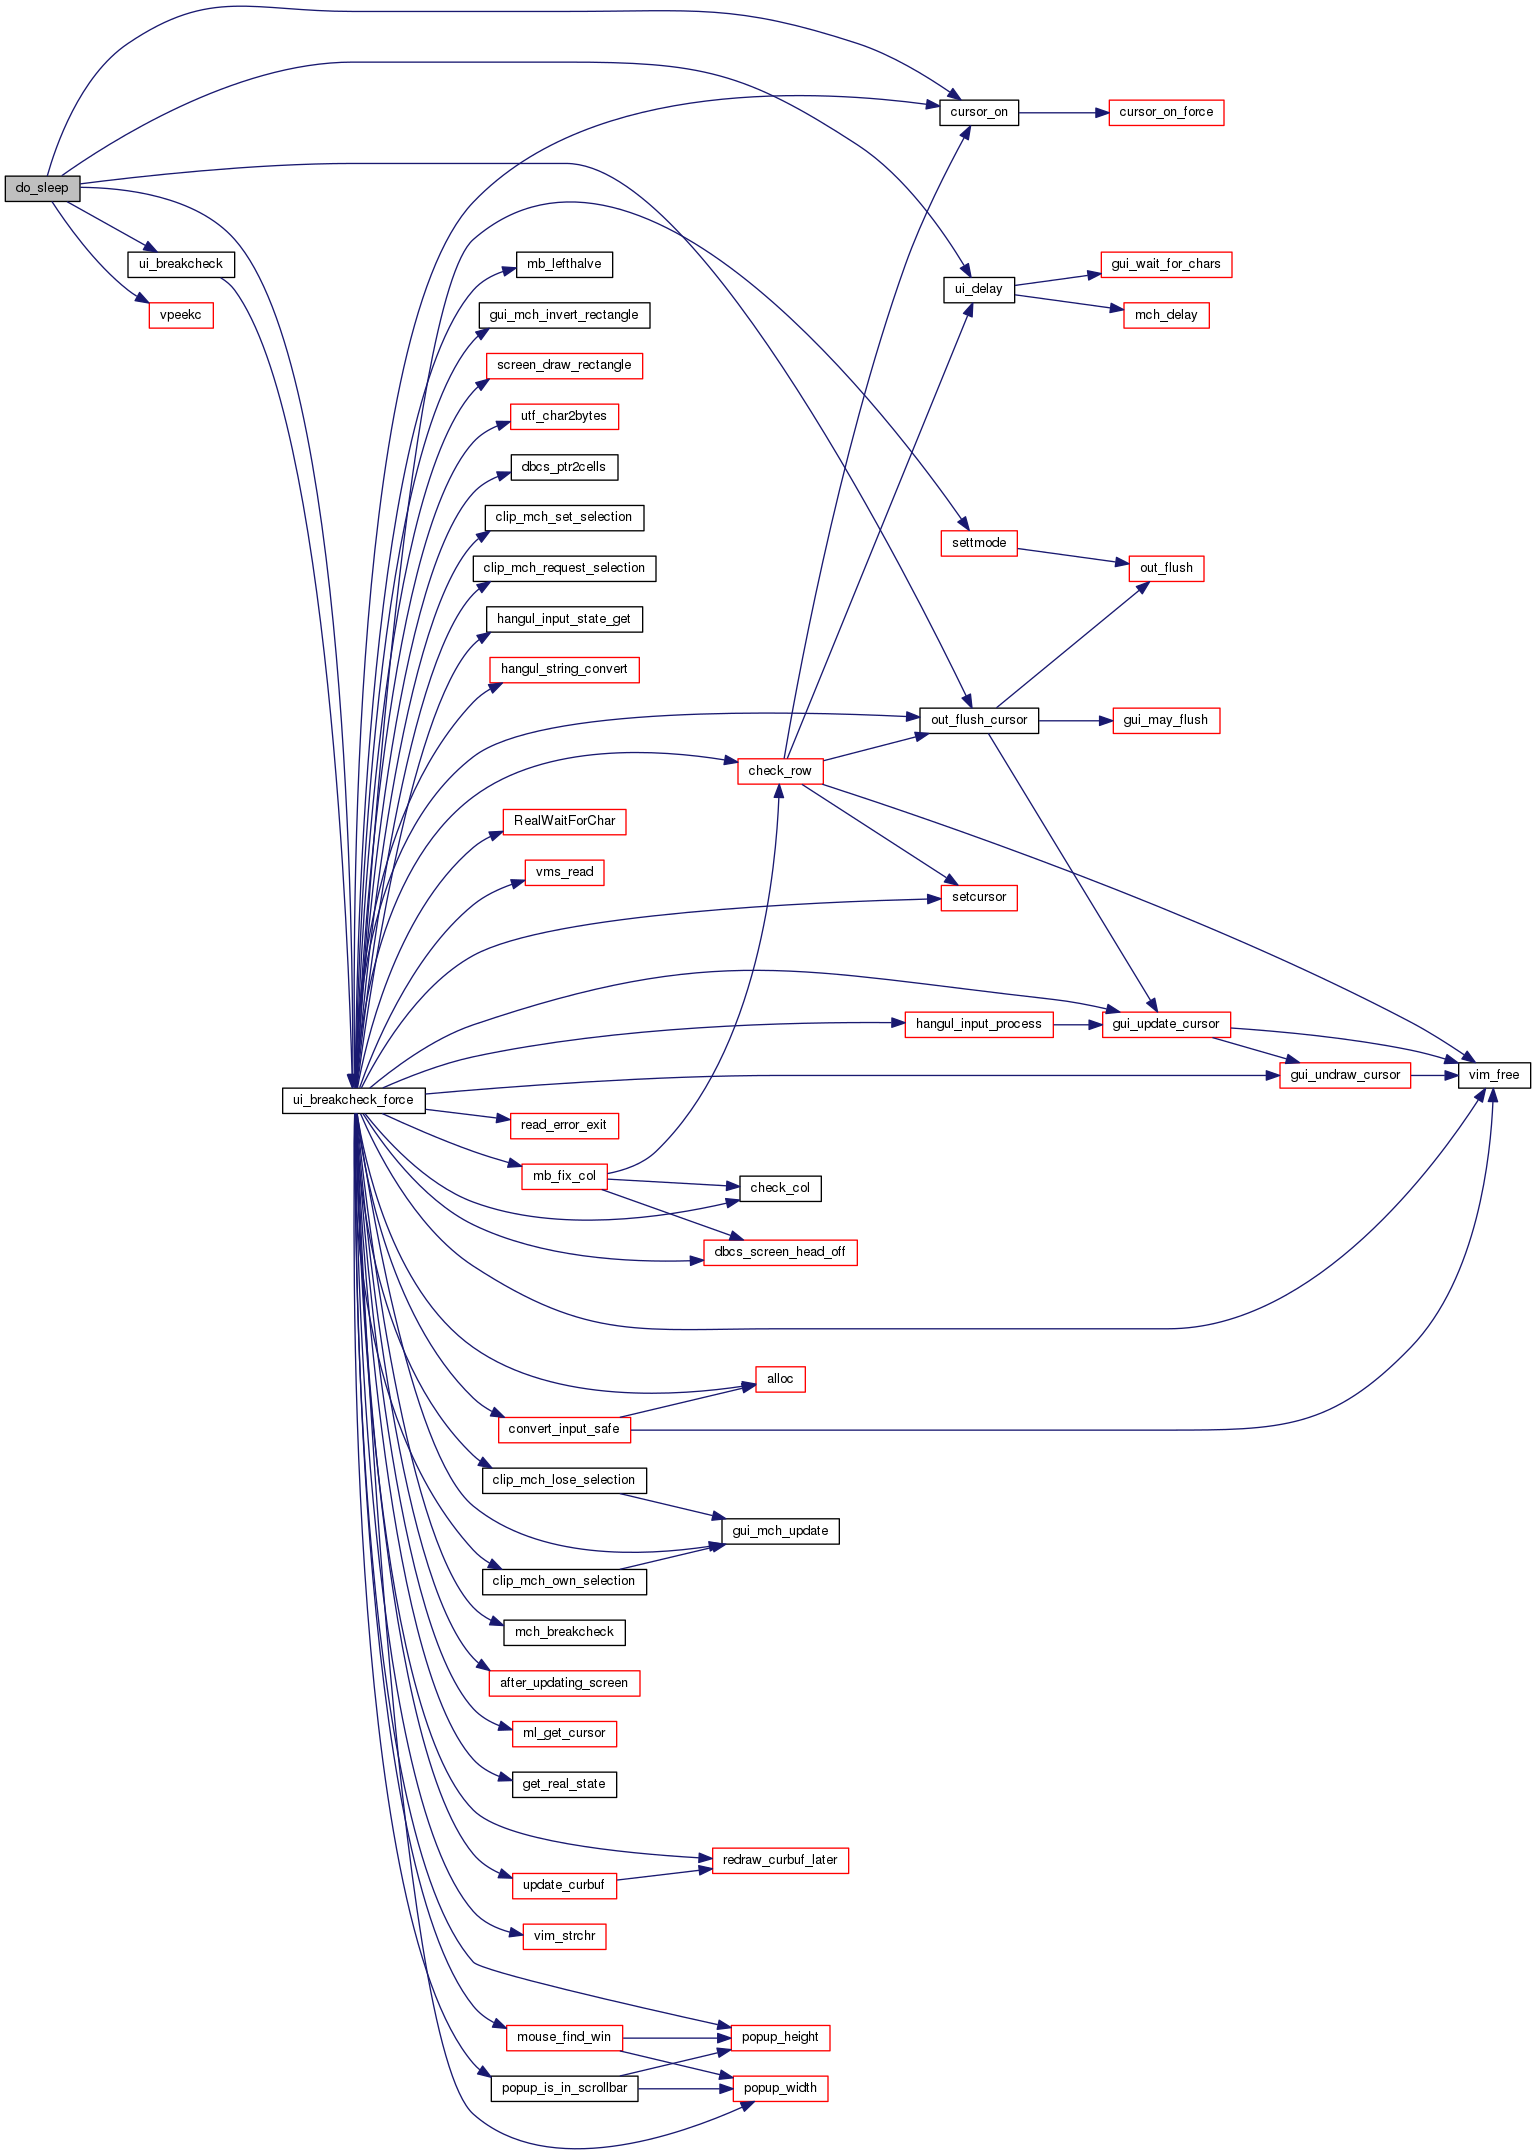 cursor_on
cursor_on_force
do_sleep
ui_breakcheck
mb_lefthalve
gui_wait_for_chars
ui_delay
vpeekc
gui_mch_invert_rectangle
mch_delay
screen_draw_rectangle
utf_char2bytes
dbcs_ptr2cells
clip_mch_set_selection
settmode
clip_mch_request_selection
out_flush
hangul_input_state_get
hangul_string_convert
out_flush_cursor
gui_may_flush
check_row
RealWaitForChar
vms_read
setcursor
hangul_input_process
gui_update_cursor
gui_undraw_cursor
vim_free
ui_breakcheck_force
read_error_exit
mb_fix_col
check_col
dbcs_screen_head_off
alloc
convert_input_safe
clip_mch_lose_selection
gui_mch_update
clip_mch_own_selection
mch_breakcheck
after_updating_screen
ml_get_cursor
get_real_state
redraw_curbuf_later
update_curbuf
vim_strchr
mouse_find_win
popup_height
popup_is_in_scrollbar
popup_width